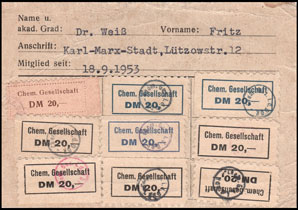 Name u.
akad. Grad: Dr. Weiß Vorname: Fritz
Anschrift: Karl-Marx-Stadt, Lützowstr.12
Mitglied seit: 18.9.1953
Chem. Gesellschaft
DM 20,-
Chem. Gesellschaft
DM 20,-
Chem. Gesellschaft
DM 20,-
Chem. Gesellschaft
DM 20,-
Chem. Gesellschaft
DM 20,-
Chem. Gesellschaft
DM 20,-
Chem. Gesellschaft
DM 20,-
Chem. Gesellschaft
DM 20,-
Chem. Gesellschaft
DM 20,-